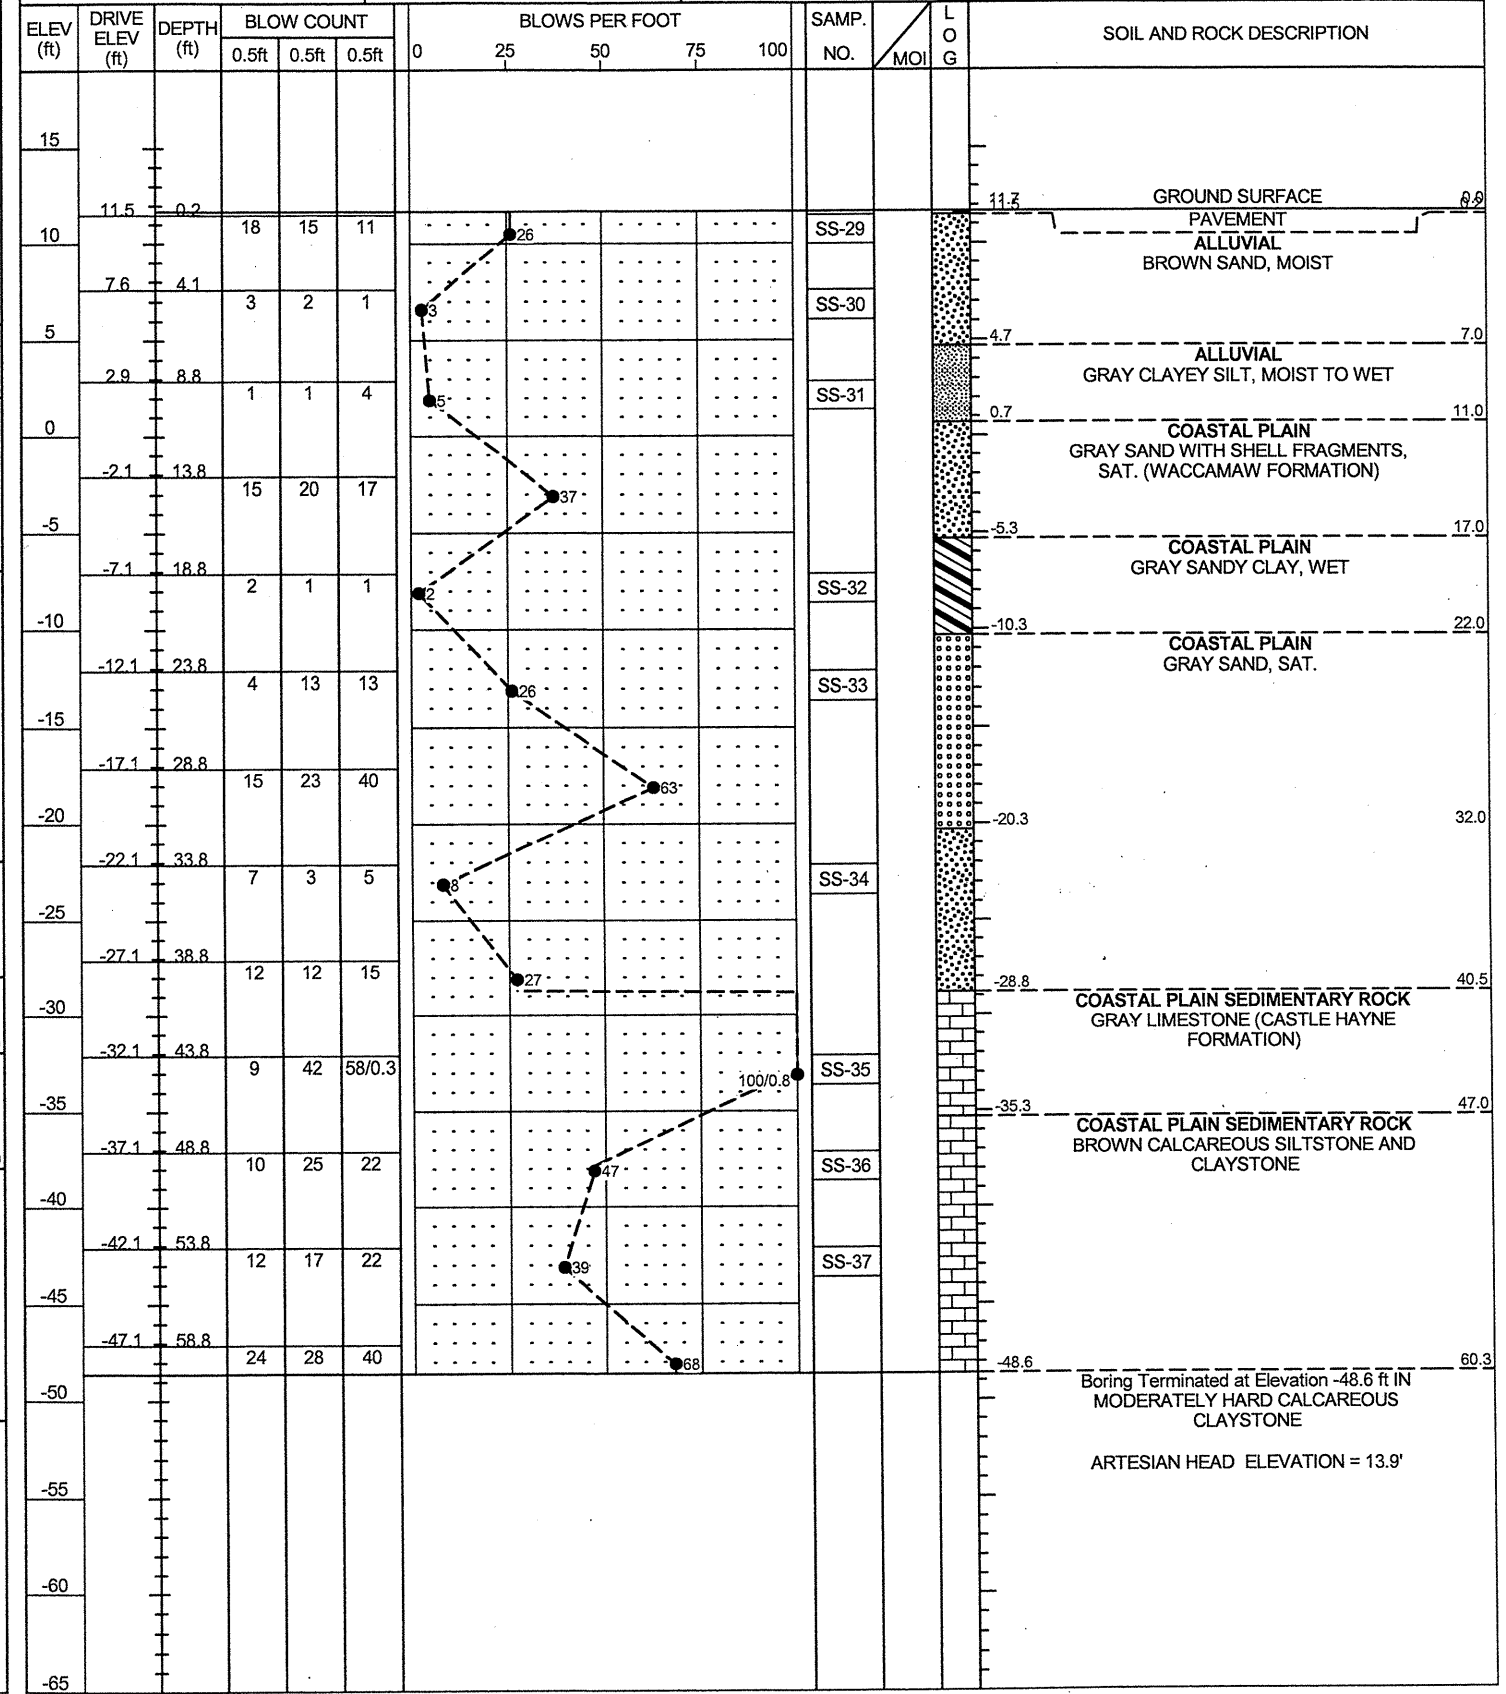 ELEV (ft) DRIVE ELEV (ft) DEPTH (ft) BLOW COUNT BLOWS PER FOOT SAMP. NO. MOI LOG SOIL AND ROCK DESCRIPTION
0.5ft 0.5ft 0.5ft 0 25 50 75 100
15
GROUND SURFACE
11.5 0.2 11.7 0.0
18 15 11 26 SS-29 PAVEMENT
10 ALLUVIAL
BROWN SAND, MOIST
7.6 4.1
3 2 1 3 SS-30
5 4.7 7.0
ALLUVIAL
2.9 8.8 GRAY CLAYEY SILT, MOIST TO WET
1 1 4 5 SS-31
0.7 11.0
0 COASTAL PLAIN
GRAY SAND WITH SHELL FRAGMENTS,
-2.1 13.8 SAT. (WACCAMAW FORMATION)
15 20 17 37
-5 -5.3 17.0
COASTAL PLAIN
-7.1 18.8 GRAY SANDY CLAY, WET
2 1 1 2 SS-32
-10 -10.3 22.0
COASTAL PLAIN
-12.1 23.8 GRAY SAND, SAT.
4 13 13 26 SS-33
-15
-17.1 28.8
15 23 40 63
-20 -20.3 32.0
-22.1 33.8
7 3 5 8 SS-34
-25
-27.1 38.8
12 12 15 27
-28.8 40.5
-30 COASTAL PLAIN SEDIMENTARY ROCK
GRAY LIMESTONE (CASTLE HAYNE
FORMATION)
-32.1 43.8
9 42 58/0.3 100/0.8 SS-35
-35 -35.3 47.0
COASTAL PLAIN SEDIMENTARY ROCK
-37.1 48.8 BROWN CALCAREOUS SILTSTONE AND
10 25 22 47 SS-36 CLAYSTONE
-40
-42.1 53.8
12 17 22 39 SS-37
-45
-47.1 58.8
24 28 40 68 -48.6 60.3
Boring Terminated at Elevation -48.6 ft IN
-50 MODERATELY HARD CALCAREOUS
CLAYSTONE
ARTESIAN HEAD ELEVATION = 13.9'
-55
-60
-65